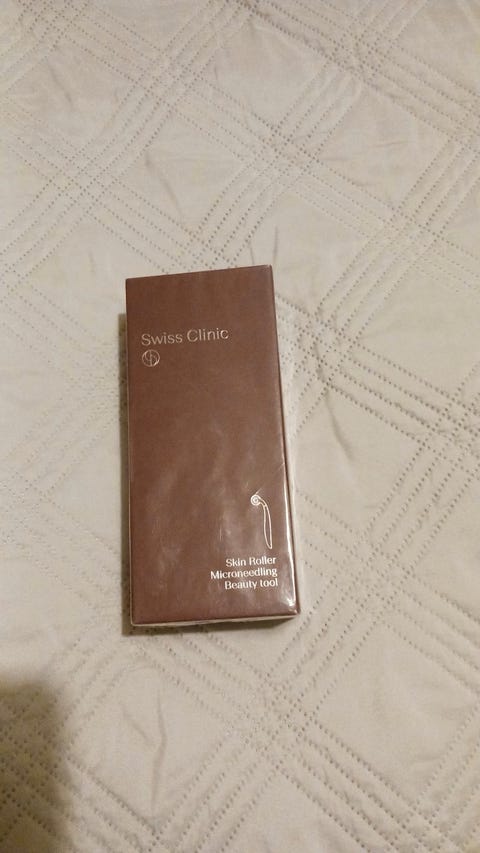 Swiss Clinic
Skin Roller
Microneedling
Beauty tool